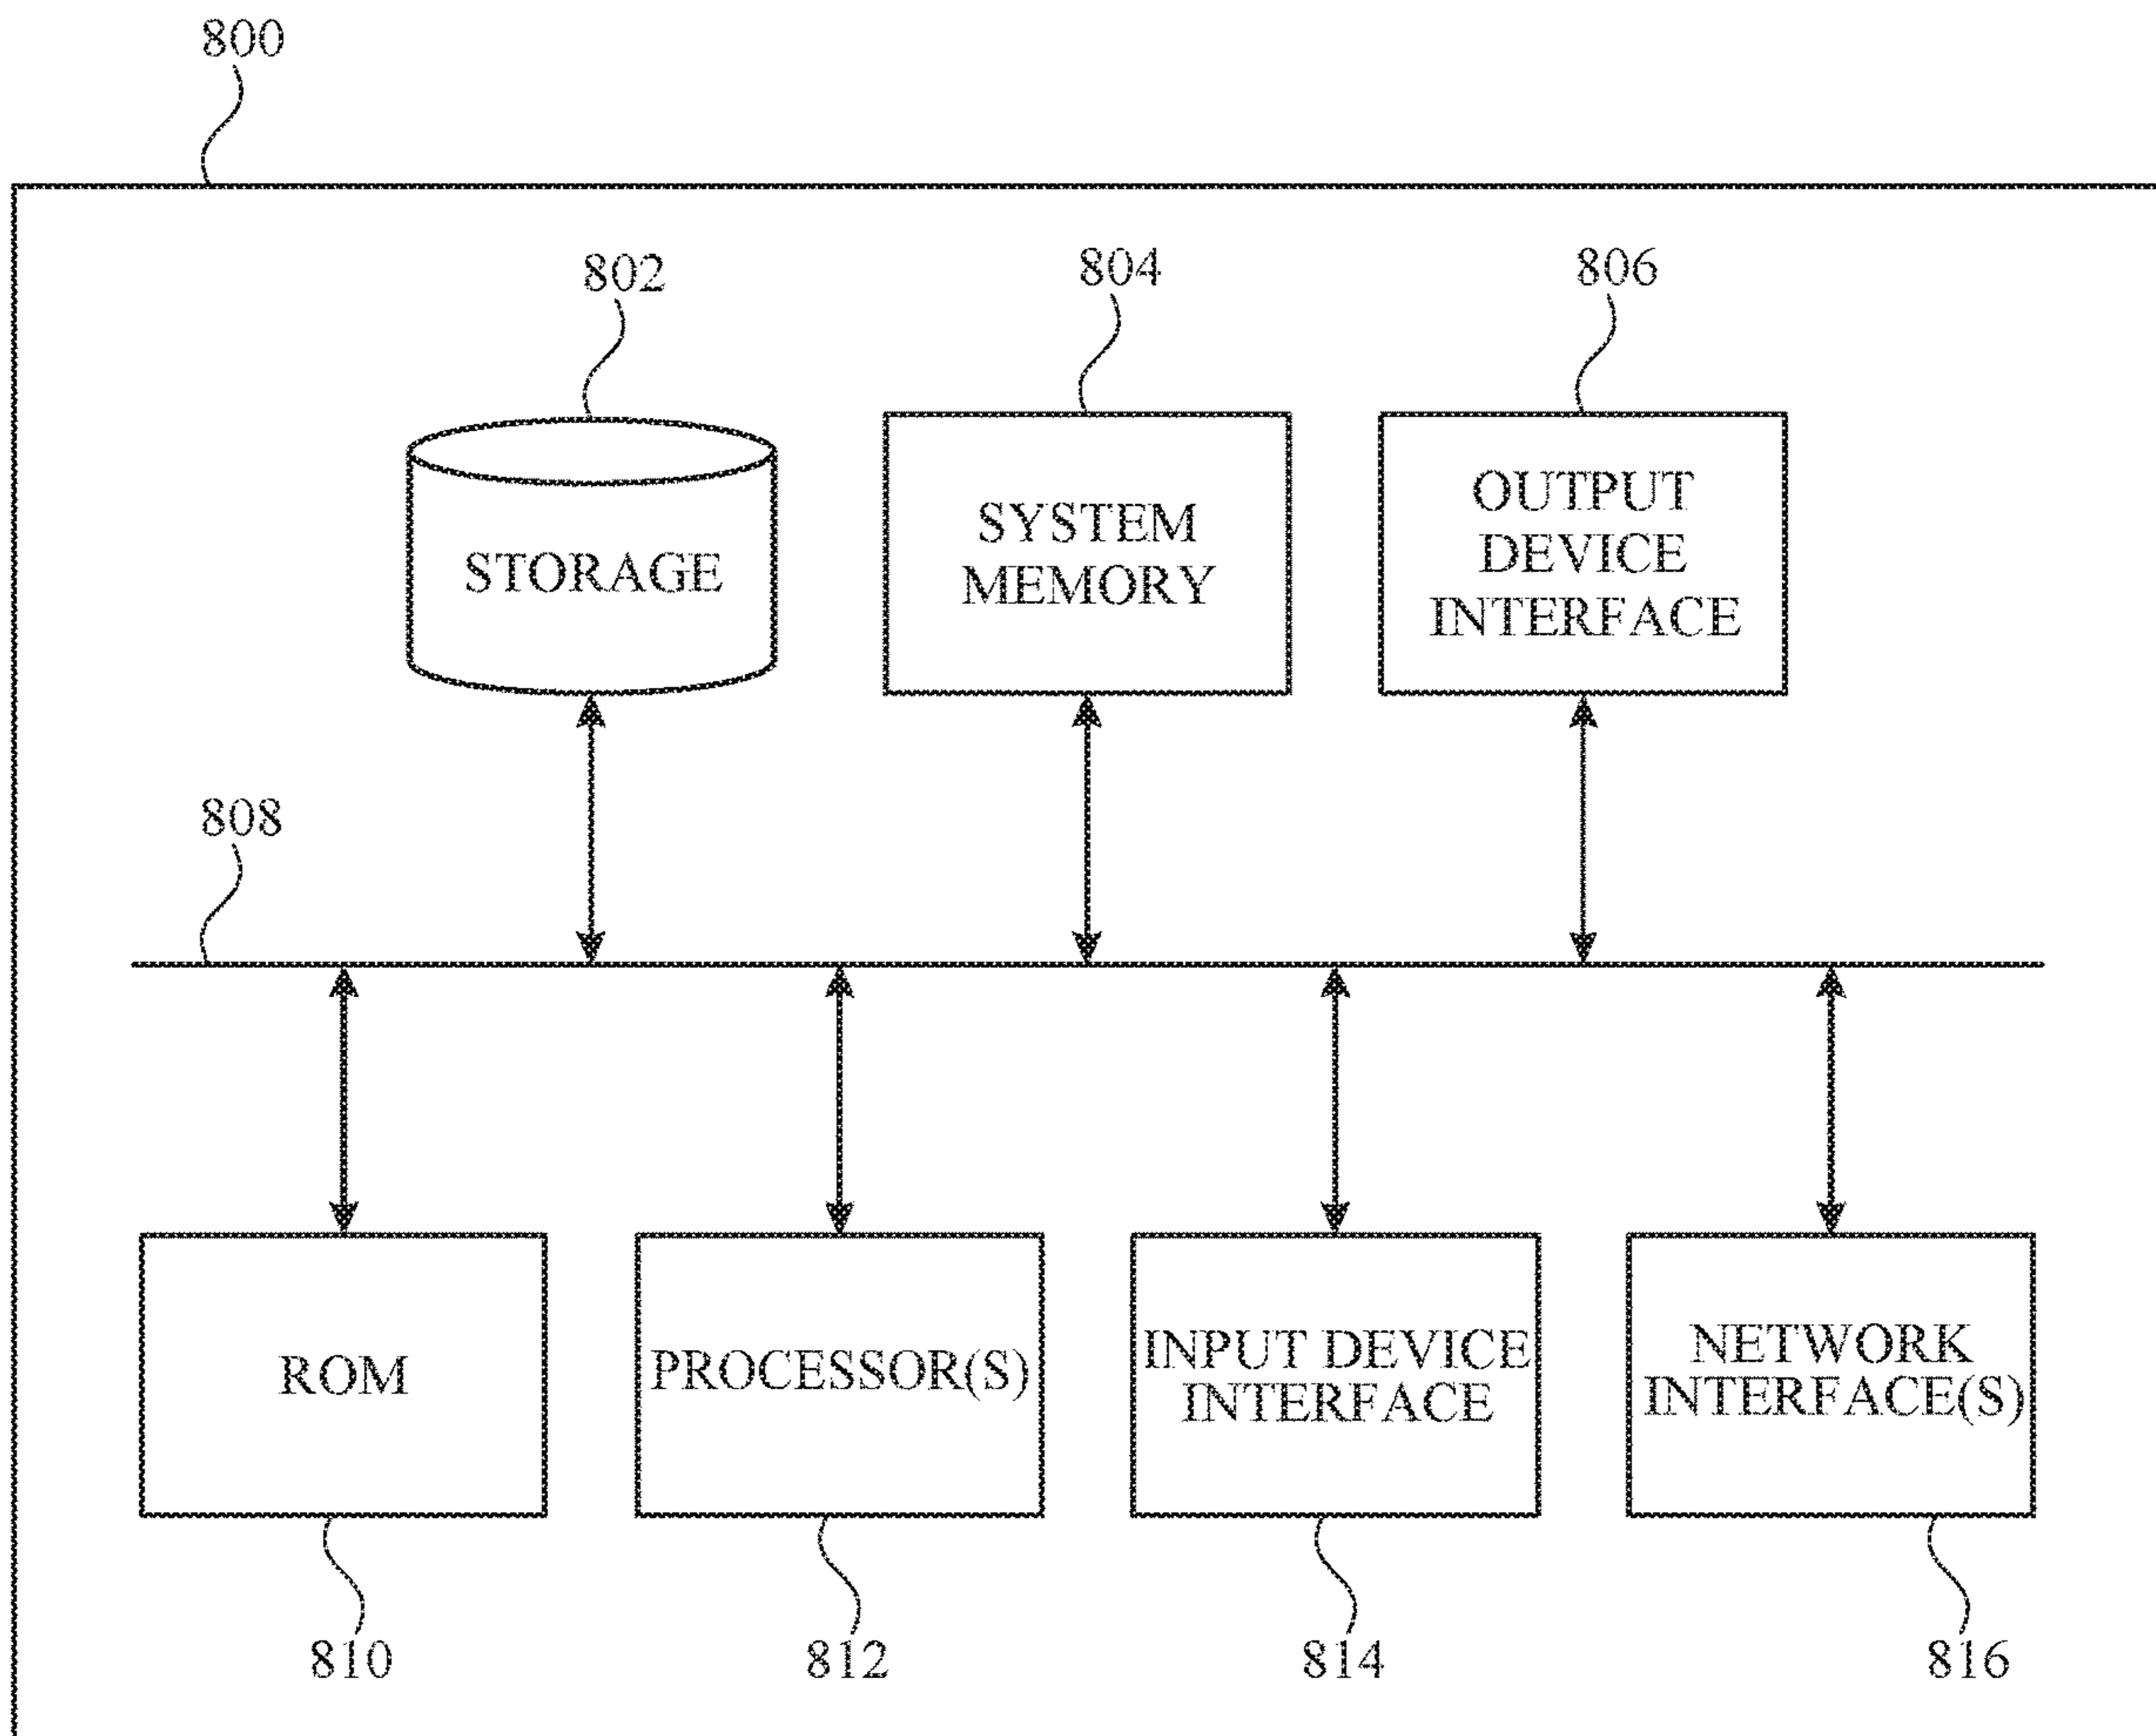 800
802
804
806
STORAGE
SYSTEM
MEMORY
OUTPUT
DEVICE
INTERFACE
808
ROM
PROCESSOR(S)
INPUT DEVICE
INTERFACE
NETWORK
INTERFACE(S)
810
812
814
816